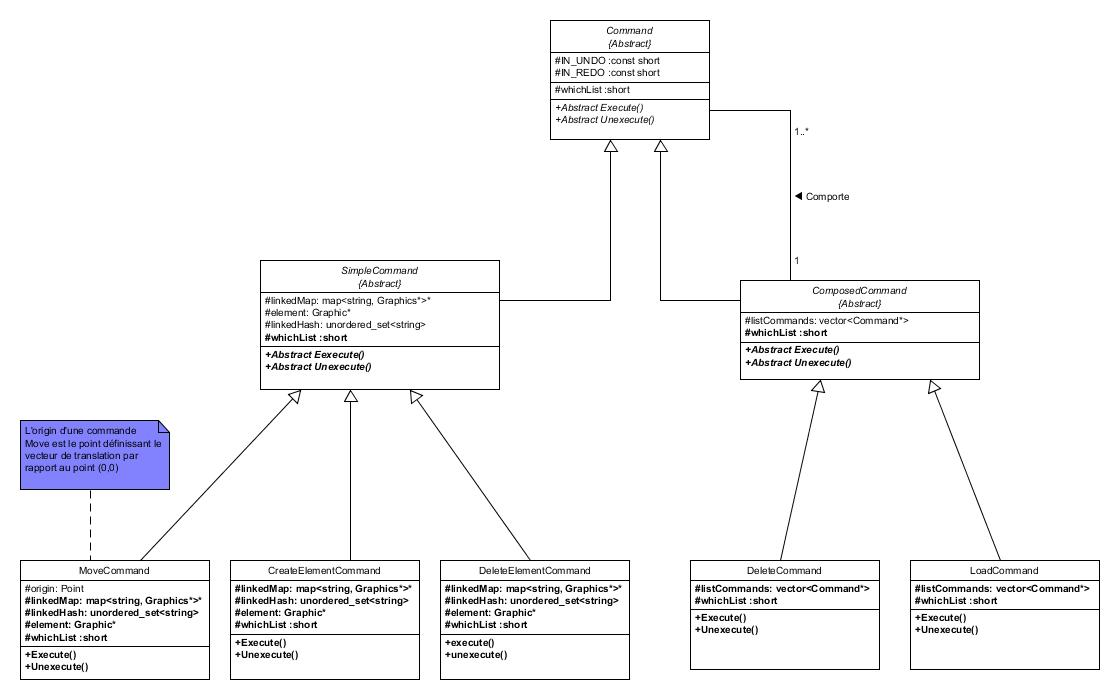 Command
{Abstract}
#IN_UNDO :const short
#IN_REDO :const short
#whichList :short
+Abstract Execute()
+Abstract Unexecute()
1..*
◄ Comporte
1
SimpleCommand
{Abstract}
#linkedMap: map<string, Graphics*>*
#element: Graphic*
#linkedHash: unordered_set<string>
#whichList :short
+Abstract Eexecute()
+Abstract Unexecute()
ComposedCommand
{Abstract}
#listCommands: vector<Command*>
#whichList :short
+Abstract Execute()
+Abstract Unexecute()
L'origin d'une commande
Move est le point définissant le
vecteur de translation par
rapport au point (0,0)
MoveCommand
#origin: Point
#linkedMap: map<string, Graphics*>*
#linkedHash: unordered_set<string>
#element: Graphic*
#whichList :short
+Execute()
+Unexecute()
CreateElementCommand
#linkedMap: map<string, Graphics*>*
#linkedHash: unordered_set<string>
#element: Graphic*
#whichList :short
+Execute()
+Unexecute()
DeleteElementCommand
#linkedMap: map<string, Graphics*>*
#linkedHash: unordered_set<string>
#element: Graphic*
#whichList :short
+execute()
+unexecute()
DeleteCommand
#listCommands: vector<Command*>
#whichList :short
+Execute()
+Unexecute()
LoadCommand
#listCommands: vector<Command*>
#whichList :short
+Execute()
+Unexecute()